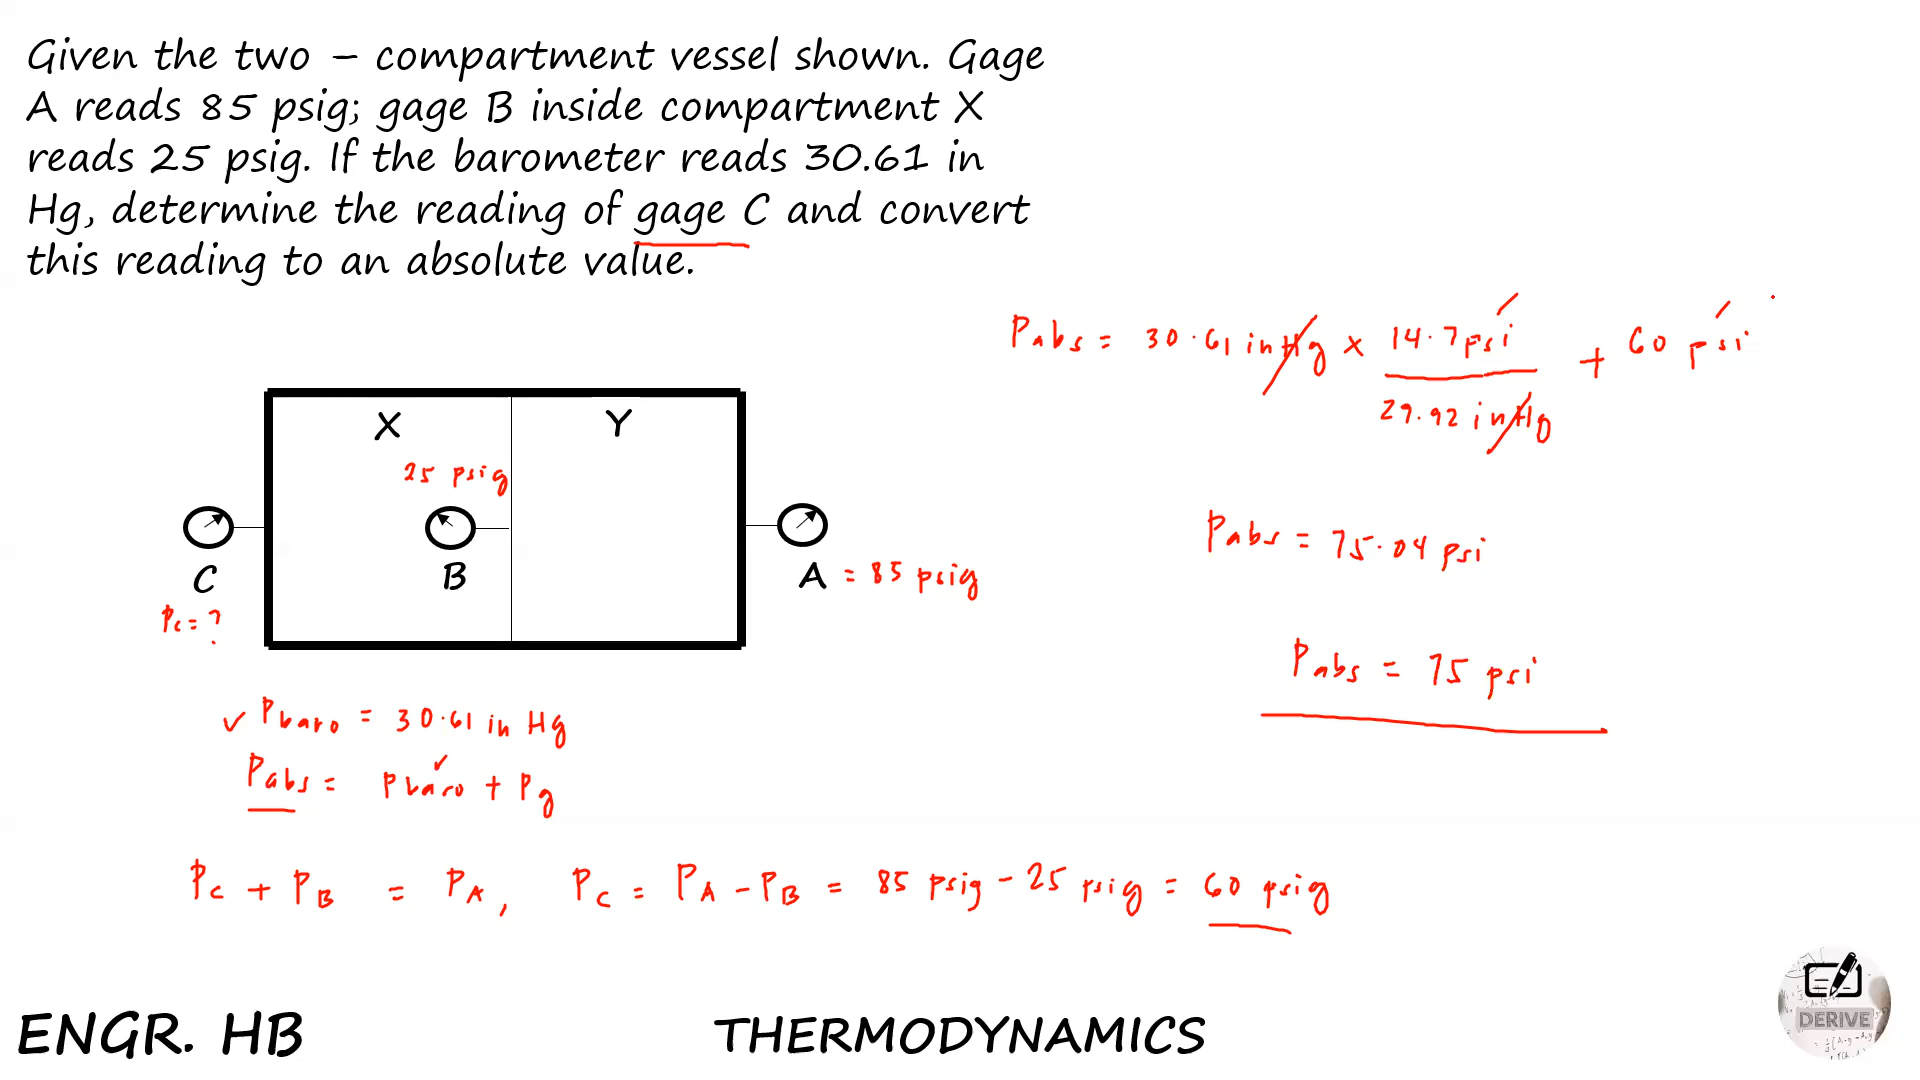 Given the two – compartment vessel shown. Gage
A reads 85 psig; gage B inside compartment X
reads 25 psig. If the barometer reads 30.61 in
Hg, determine the reading of gage C and convert
this reading to an absolute value.
Pabs = 30.61 inHg x 14.7psi + 60 psi
29.92 inHg
X
Y
25 psig
C
B
A = 85 psig
Pc = ?
Pabs = 75.04 psi
Pabs = 75 psi
✓ Pbaro = 30.61 in Hg
Pabs = Pbaro + Pg
Pc + PB = PA, Pc = PA - PB = 85 psig - 25 psig = 60 psig
DERIVE
ENGR. HB
THERMODYNAMICS